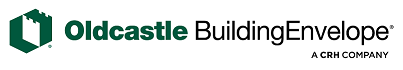 Oldcastle BuildingEnvelope®
A CRH COMPANY